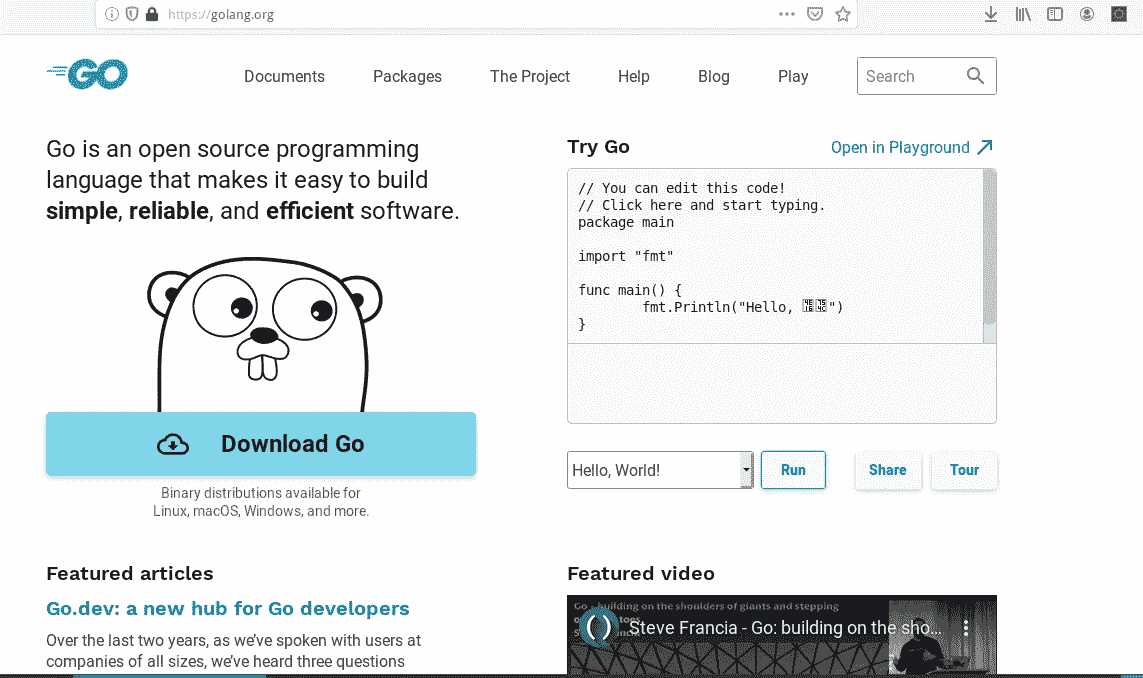 https://golang.org
GO
Documents
Packages
The Project
Help
Blog
Play
Search
Go is an open source programming
language that makes it easy to build
simple, reliable, and efficient software.
Download Go
Binary distributions available for
Linux, macOS, Windows, and more.
Try Go
Open in Playground
// You can edit this code!
// Click here and start typing.
package main
import "fmt"
func main() {
fmt.Println("Hello, ")
}
Hello, World!
Run
Share
Tour
Featured articles
Go.dev: a new hub for Go developers
Over the last two years, as we’ve spoken with users at
companies of all sizes, we’ve heard three questions
Featured video
Go - building on the shoulders of giants and stepping
Steve Francia - Go: building on the sho...